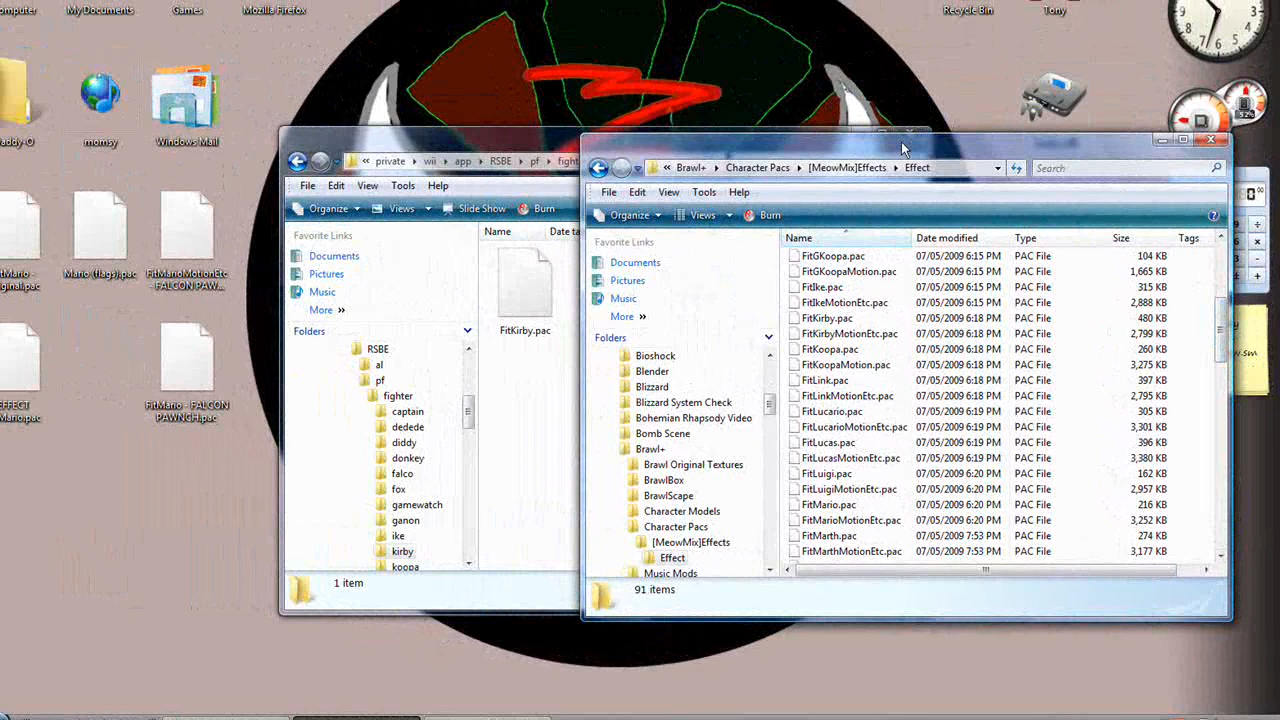 omputer My Documents Games Mozilla Firefox Recycle Bin Tony
addy-O momsy Windows Mail
Mario (flags).pac FitMarioMotionEtc
- FALCON PAW...
EFFECT FitMario - FALCON
PAWNCH.pac
52%
private wii app RSBE pf fight
File Edit View Tools Help
Organize Views Slide Show Burn
Favorite Links
Documents
Pictures
Music
More »
Folders
RSBE
al
pf
fighter
captain
dedede
diddy
donkey
falco
fox
gamewatch
ganon
ike
kirby
koopa
Name Date ta
FitKirby.pac
1 item
« Brawl+ Character Pacs [MeowMix]Effects Effect Search
File Edit View Tools Help
Organize Views Burn
Favorite Links
Documents
Pictures
Music
More »
Folders
Bioshock
Blender
Blizzard
Blizzard System Check
Bohemian Rhapsody Video
Bomb Scene
Brawl+
Brawl Original Textures
BrawlBox
BrawlScape
Character Models
Character Pacs
[MeowMix]Effects
Effect
Music Mods
Name Date modified Type Size Tags
FitGKoopa.pac 07/05/2009 6:15 PM PAC File 104 KB
FitGKoopaMotion.pac 07/05/2009 6:15 PM PAC File 1,665 KB
FitIke.pac 07/05/2009 6:15 PM PAC File 315 KB
FitIkeMotionEtc.pac 07/05/2009 6:15 PM PAC File 2,888 KB
FitKirby.pac 07/05/2009 6:18 PM PAC File 480 KB
FitKirbyMotionEtc.pac 07/05/2009 6:18 PM PAC File 2,799 KB
FitKoopa.pac 07/05/2009 6:18 PM PAC File 260 KB
FitKoopaMotion.pac 07/05/2009 6:18 PM PAC File 3,275 KB
FitLink.pac 07/05/2009 6:18 PM PAC File 397 KB
FitLinkMotionEtc.pac 07/05/2009 6:18 PM PAC File 2,795 KB
FitLucario.pac 07/05/2009 6:19 PM PAC File 305 KB
FitLucarioMotionEtc.pac 07/05/2009 6:19 PM PAC File 3,301 KB
FitLucas.pac 07/05/2009 6:19 PM PAC File 396 KB
FitLucasMotionEtc.pac 07/05/2009 6:19 PM PAC File 3,380 KB
FitLuigi.pac 07/05/2009 6:20 PM PAC File 162 KB
FitLuigiMotionEtc.pac 07/05/2009 6:20 PM PAC File 2,957 KB
FitMario.pac 07/05/2009 6:20 PM PAC File 216 KB
FitMarioMotionEtc.pac 07/05/2009 6:20 PM PAC File 3,252 KB
FitMarth.pac 07/05/2009 7:53 PM PAC File 274 KB
FitMarthMotionEtc.pac 07/05/2009 7:53 PM PAC File 3,177 KB
91 items